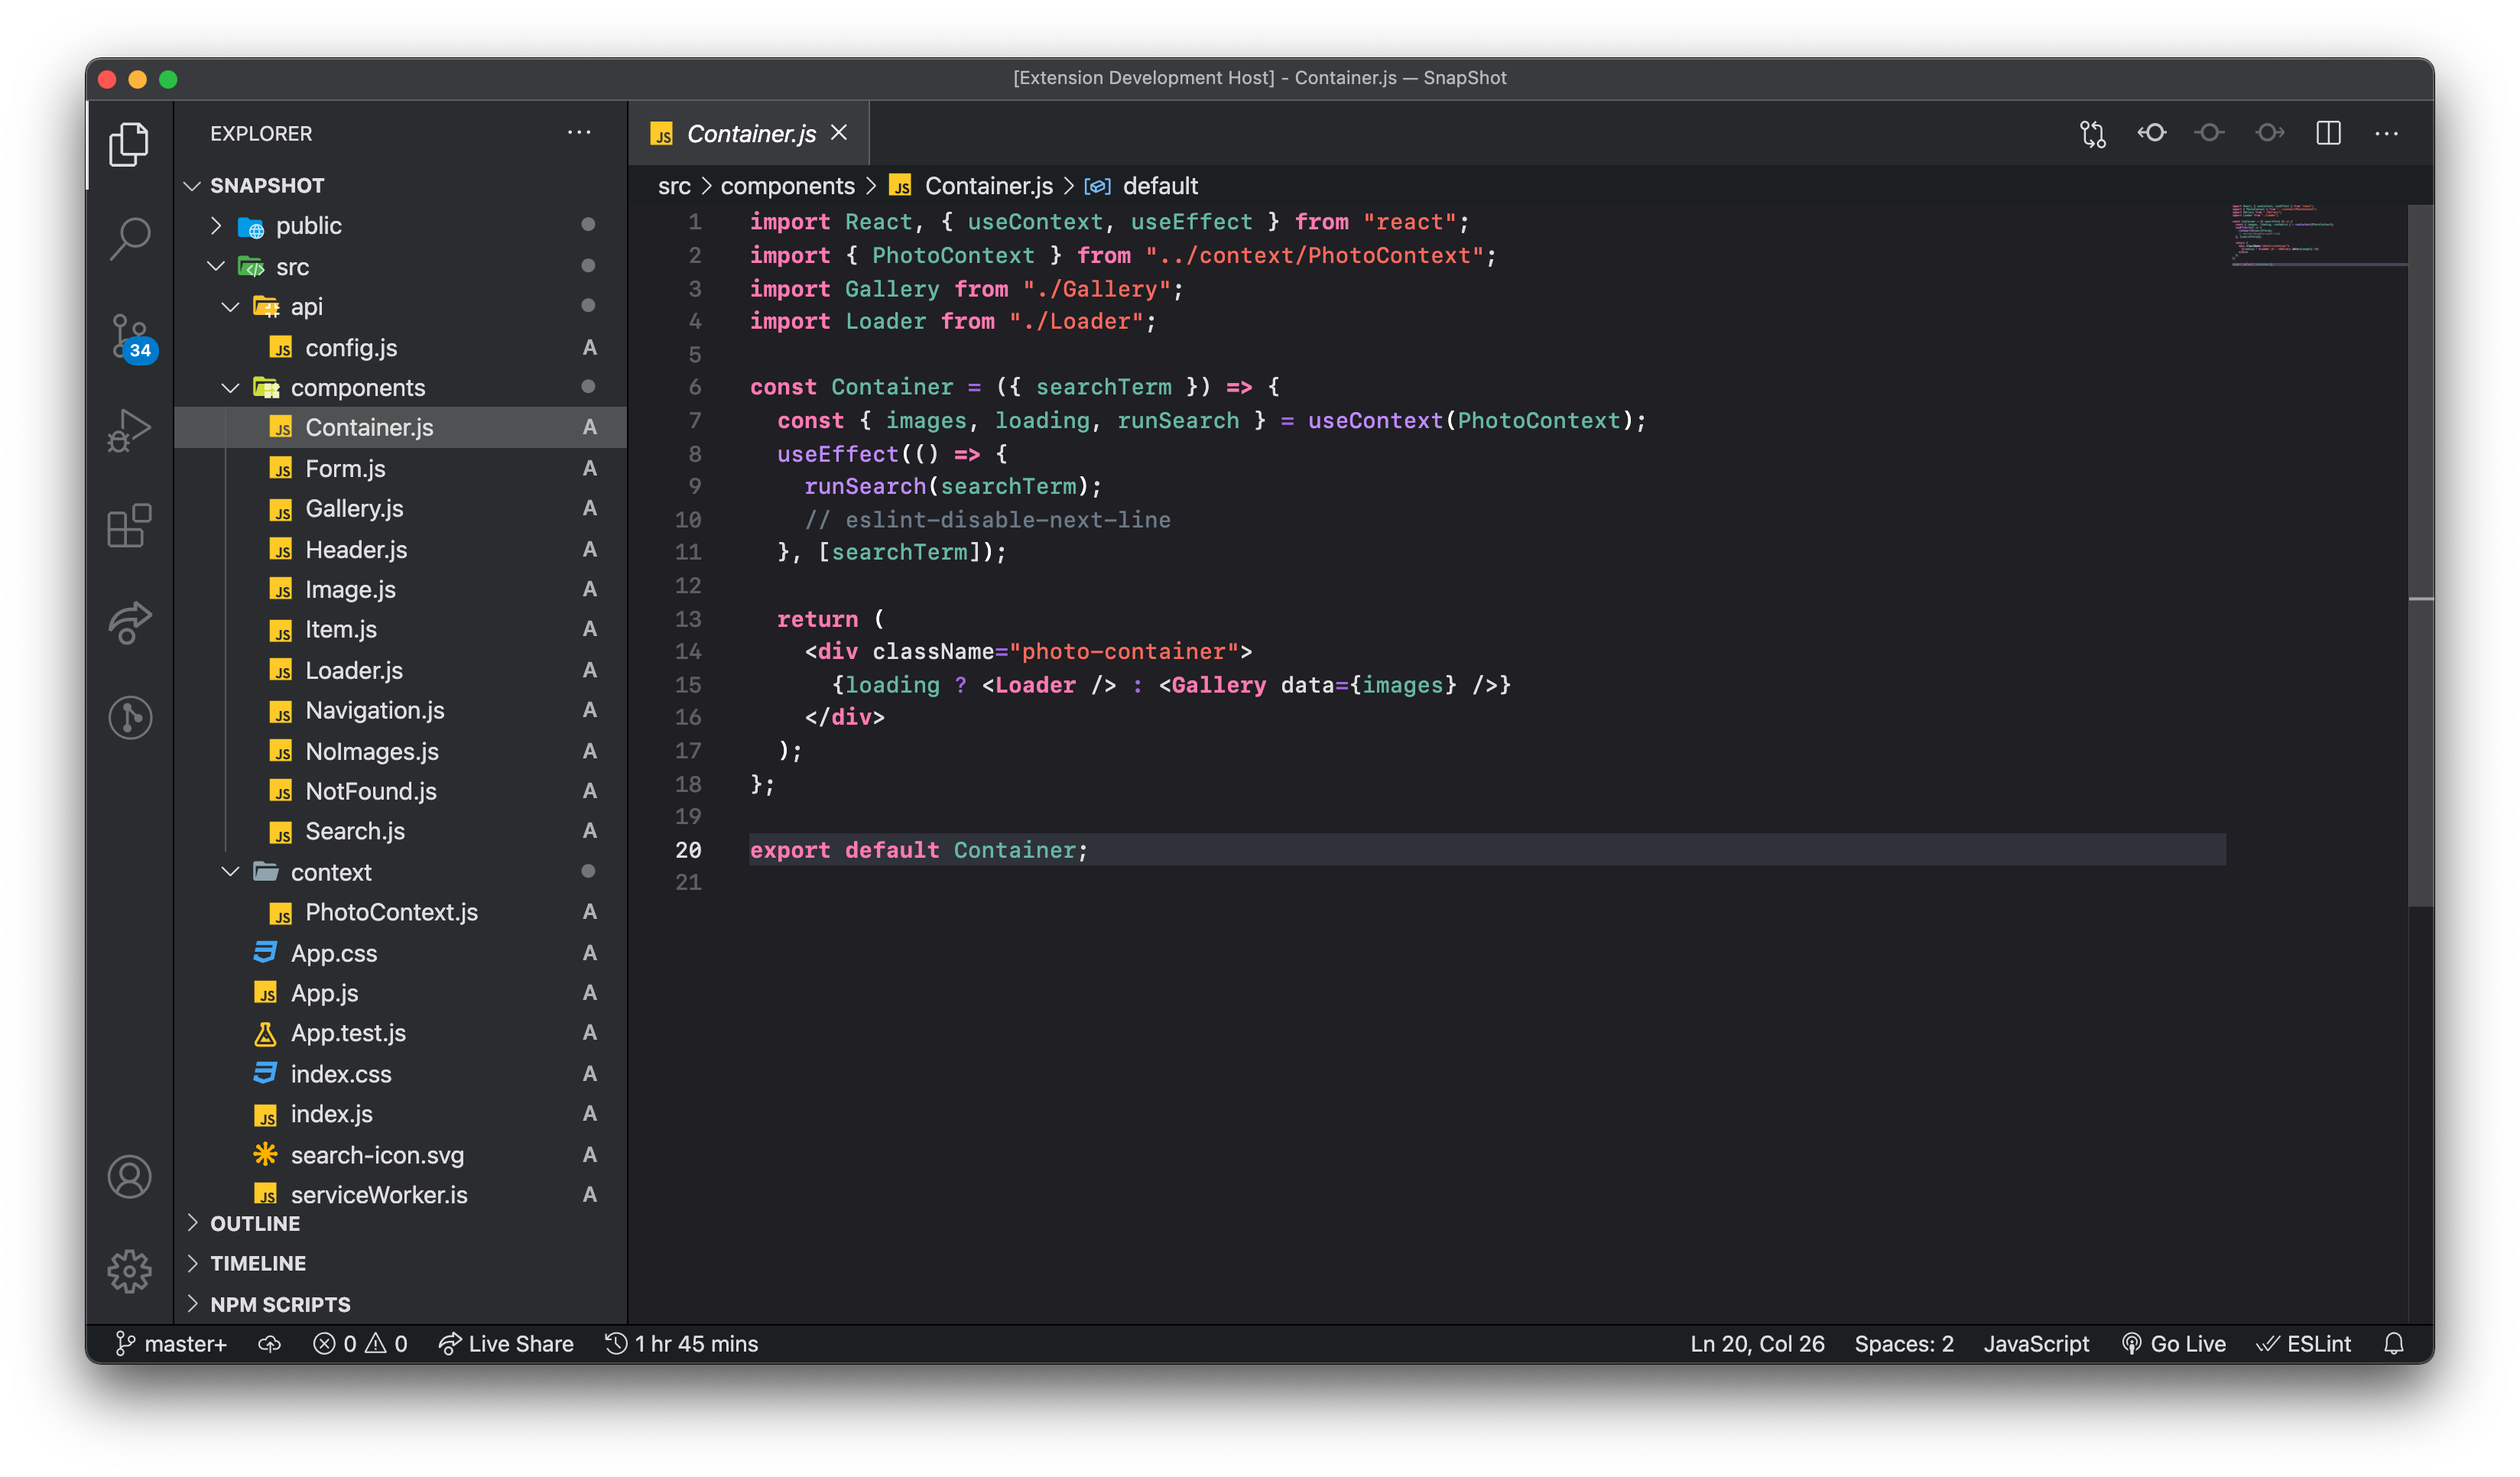 [Extension Development Host] - Container.js — SnapShot
EXPLORER
SNAPSHOT
public
src
api
config.js A
components
Container.js A
Form.js A
Gallery.js A
Header.js A
Image.js A
Item.js A
Loader.js A
Navigation.js A
NoImages.js A
NotFound.js A
Search.js A
context
PhotoContext.js A
App.css A
App.js A
App.test.js A
index.css A
index.js A
search-icon.svg A
serviceWorker.js A
OUTLINE
TIMELINE
NPM SCRIPTS
34
JS Container.js
src > components > JS Container.js > default
1 import React, { useContext, useEffect } from "react";
2 import { PhotoContext } from "../context/PhotoContext";
3 import Gallery from "./Gallery";
4 import Loader from "./Loader";
5
6 const Container = ({ searchTerm }) => {
7   const { images, loading, runSearch } = useContext(PhotoContext);
8   useEffect(() => {
9     runSearch(searchTerm);
10     // eslint-disable-next-line
11   }, [searchTerm]);
12
13   return (
14     <div className="photo-container">
15       {loading ? <Loader /> : <Gallery data={images} />}
16     </div>
17   );
18 };
19
20 export default Container;
21
master+ 0 0 Live Share 1 hr 45 mins Ln 20, Col 26 Spaces: 2 JavaScript Go Live ESLint